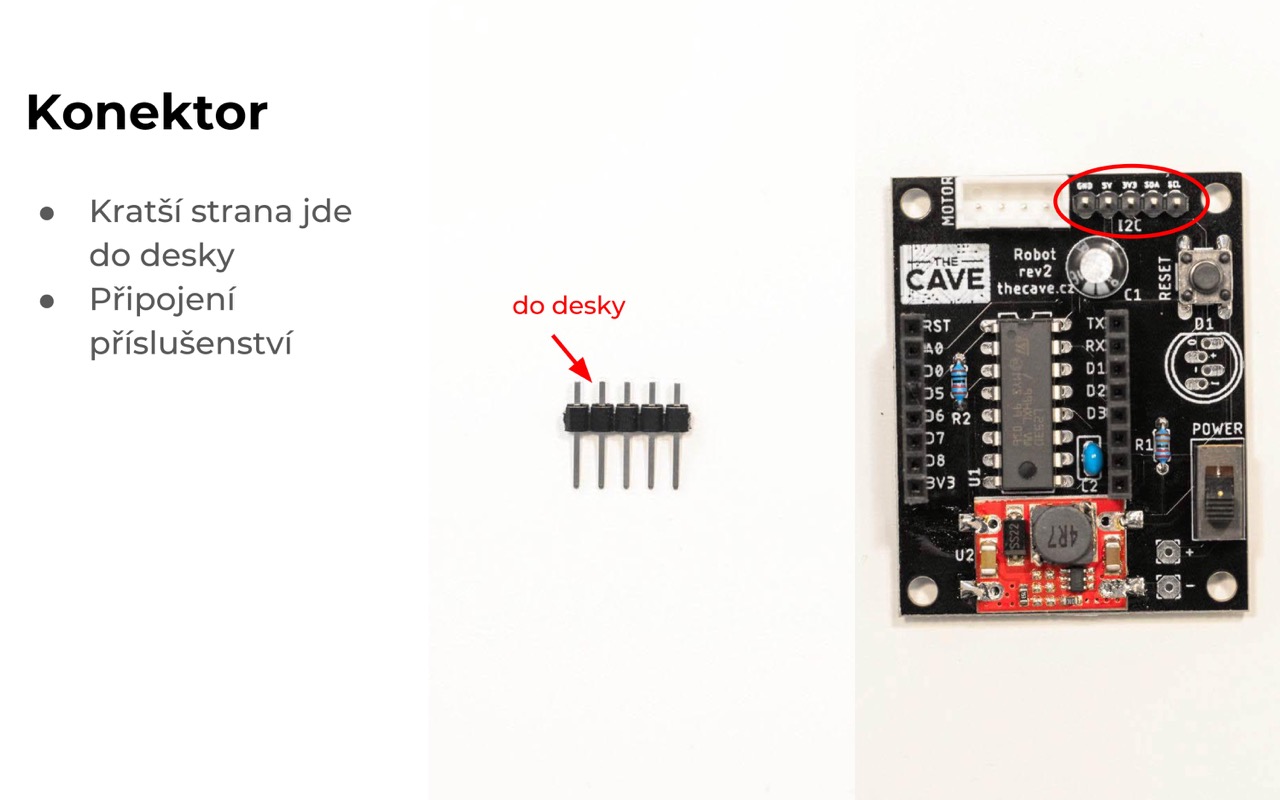 Konektor
Kratší strana jde
do desky
Připojení
příslušenství
do desky
MOTOR
GND 5V 3V3 SDA SCL
I2C
THE
CAVE
Robot
rev2
thecave.cz
C1
RESET
D1
RST
A0
D0
D5
D6
D7
D8
3V3
R2
U1
TX
RX
D1
D2
D3
C2
R1
POWER
U2
SS22
4R7
+
-